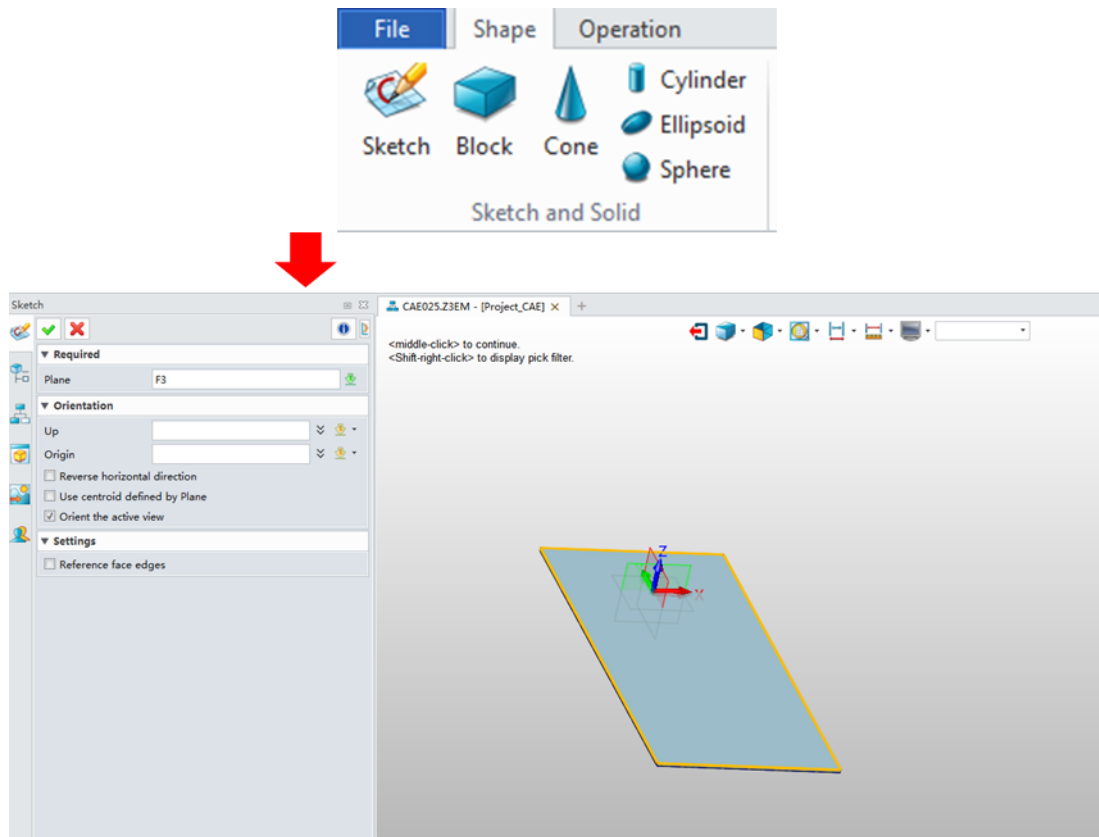 File Shape Operation
Cylinder
Ellipsoid
Sketch Block Cone
Sphere
Sketch and Solid
Sketch
CAE025.Z3EM - [Project_CAE]
<middle-click> to continue.
<Shift-right-click> to display pick filter.
Required
Plane F3
Orientation
Up
Origin
Reverse horizontal direction
Use centroid defined by Plane
Orient the active view
Settings
Reference face edges
Z
X